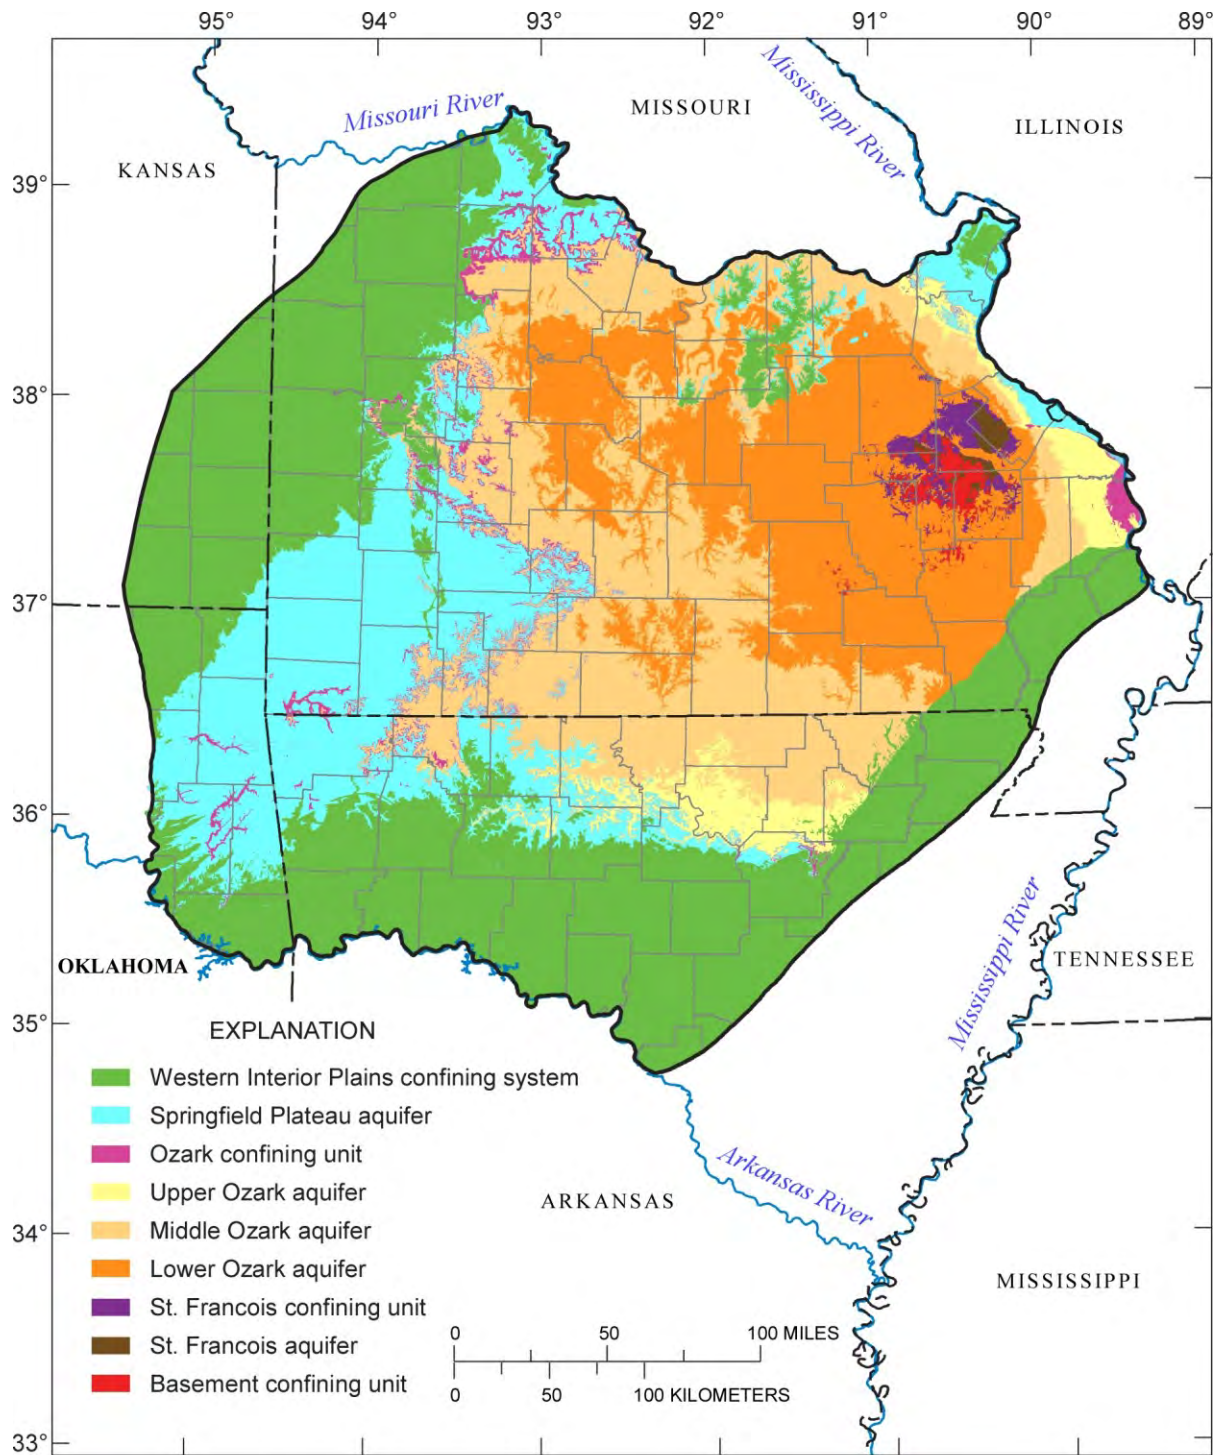 95° 94° 93° 92° 91° 90° 89°
Missouri River
MISSOURI
Mississippi River
ILLINOIS
KANSAS
39°
38°
37°
36°
OKLAHOMA
Mississippi River
TENNESSEE
35°
EXPLANATION
Western Interior Plains confining system
Springfield Plateau aquifer
Ozark confining unit
Upper Ozark aquifer
Middle Ozark aquifer
Lower Ozark aquifer
St. Francois confining unit
St. Francois aquifer
Basement confining unit
Arkansas River
ARKANSAS
34°
MISSISSIPPI
0 50 100 MILES
0 50 100 KILOMETERS
33°